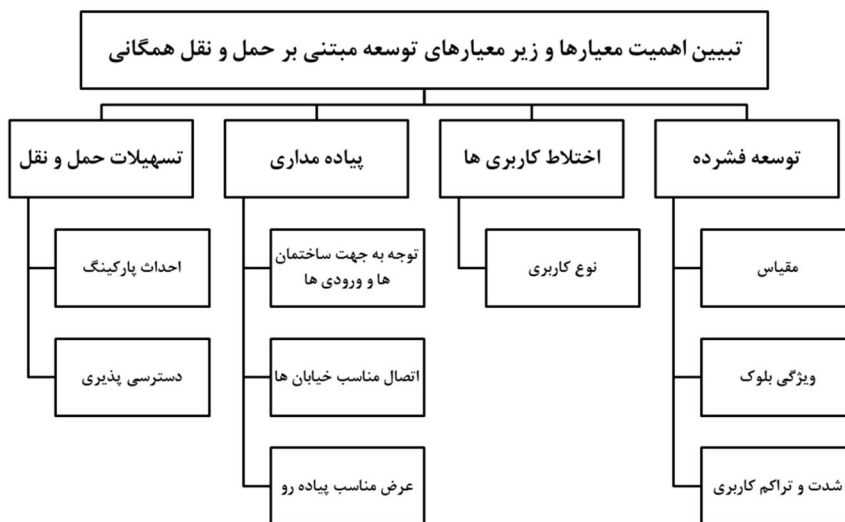 تبیین اهمیت معیارها و زیر معیارهای توسعه مبتنی بر حمل و نقل همگانی
توسعه فشرده
اختلاط کاربری ها
پیاده مداری
تسهیلات حمل و نقل
مقیاس
نوع کاربری
توجه به جهت ساختمان
ها و ورودی ها
احداث پارکینگ
ویژگی بلوک
اتصال مناسب خیابان ها
دسترسی پذیری
شدت و تراکم کاربری
عرض مناسب پیاده رو